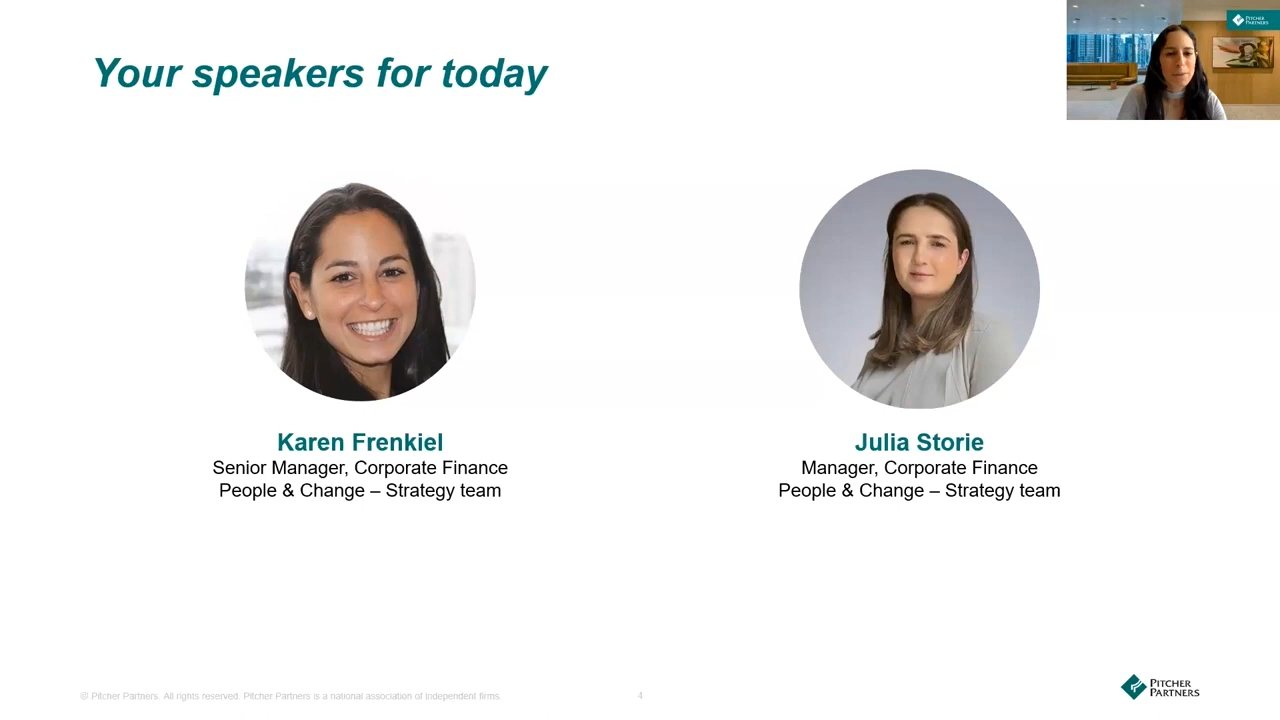 Your speakers for today
PITCHER
PARTNERS
Karen Frenkiel
Senior Manager, Corporate Finance
People & Change – Strategy team
Julia Storie
Manager, Corporate Finance
People & Change – Strategy team
© Pitcher Partners. All rights reserved. Pitcher Partners is a national association of independent firms.
4
PITCHER
PARTNERS